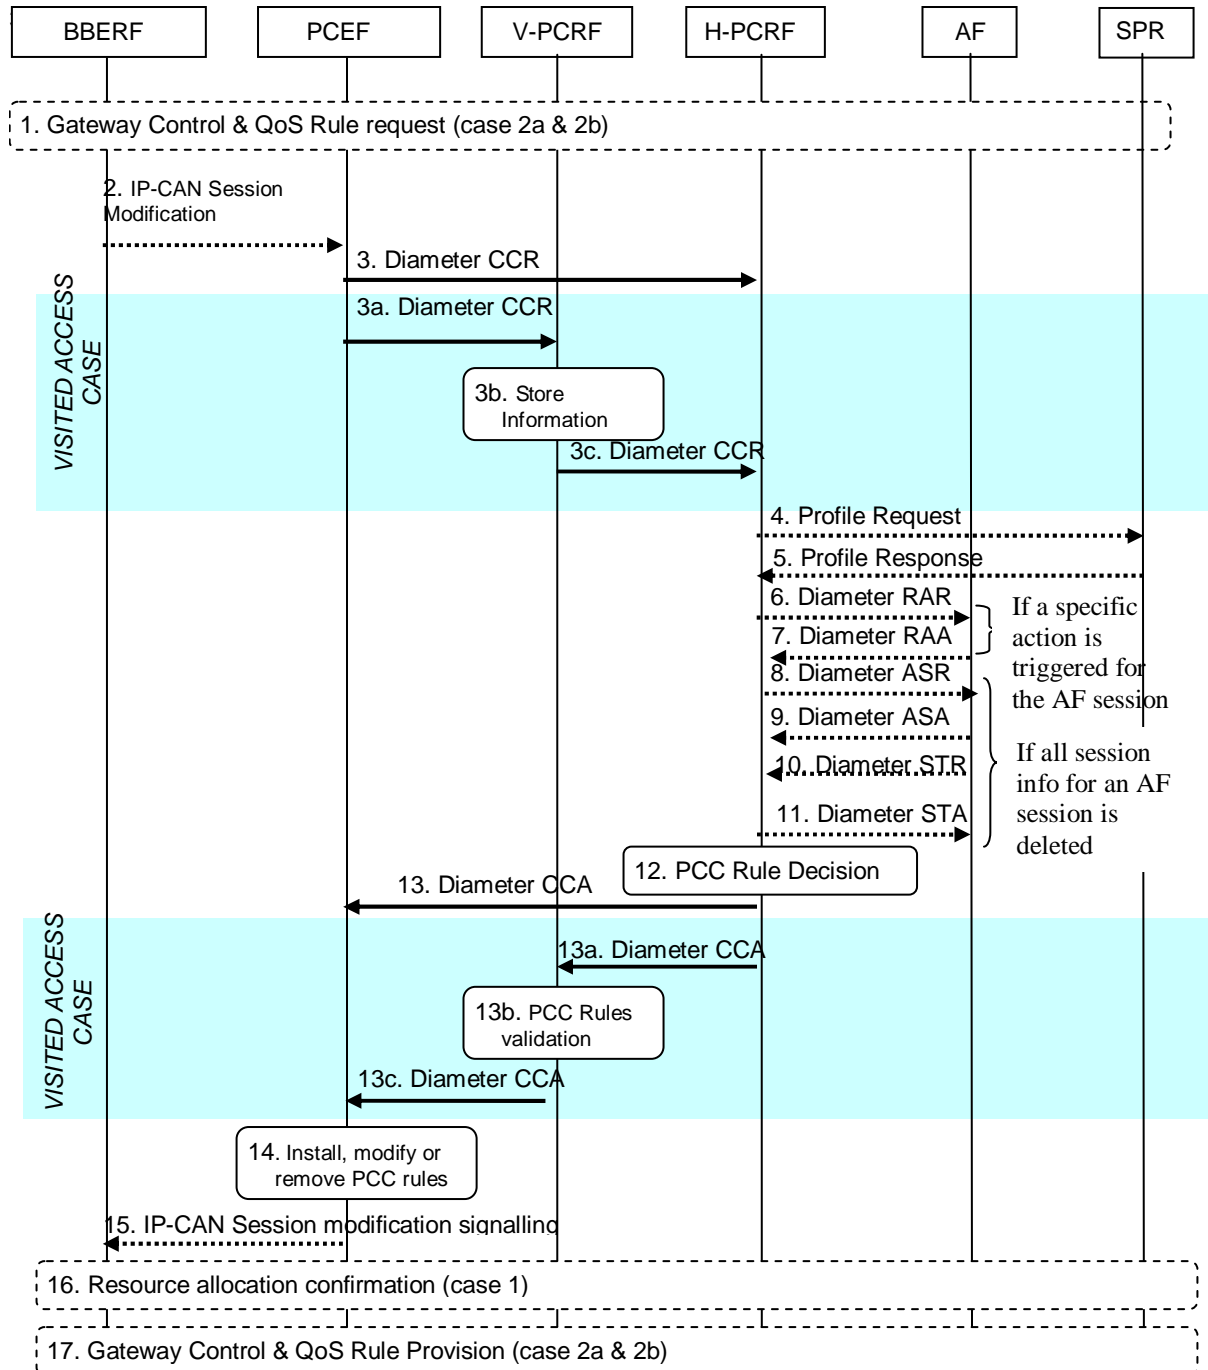 BBERF
PCEF
V-PCRF
H-PCRF
AF
SPR
1. Gateway Control & QoS Rule request (case 2a & 2b)
2. IP-CAN Session
Modification
3. Diameter CCR
VISITED ACCESS
CASE
3a. Diameter CCR
3b. Store
Information
3c. Diameter CCR
4. Profile Request
5. Profile Response
6. Diameter RAR
7. Diameter RAA
If a specific
action is
triggered for
the AF session
8. Diameter ASR
9. Diameter ASA
10. Diameter STR
11. Diameter STA
If all session
info for an AF
session is
deleted
12. PCC Rule Decision
13. Diameter CCA
VISITED ACCESS
CASE
13a. Diameter CCA
13b. PCC Rules
validation
13c. Diameter CCA
14. Install, modify or
remove PCC rules
15. IP-CAN Session modification signalling
16. Resource allocation confirmation (case 1)
17. Gateway Control & QoS Rule Provision (case 2a & 2b)